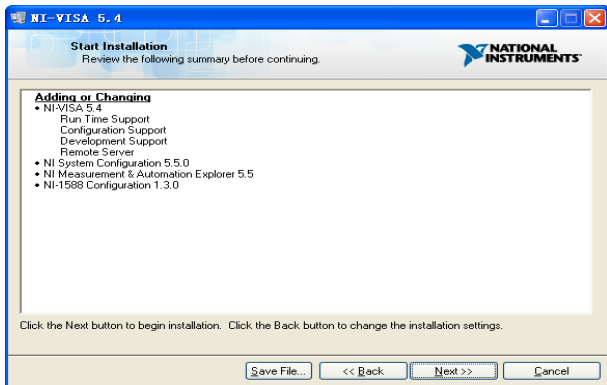 NI-VISA 5.4
Start Installation
Review the following summary before continuing.
NATIONAL
INSTRUMENTS
Adding or Changing
• NI-VISA 5.4
Run Time Support
Configuration Support
Development Support
Remote Server
• NI System Configuration 5.5.0
• NI Measurement & Automation Explorer 5.5
• NI-1588 Configuration 1.3.0
Click the Next button to begin installation.  Click the Back button to change the installation settings.
Save File... << Back Next >> Cancel